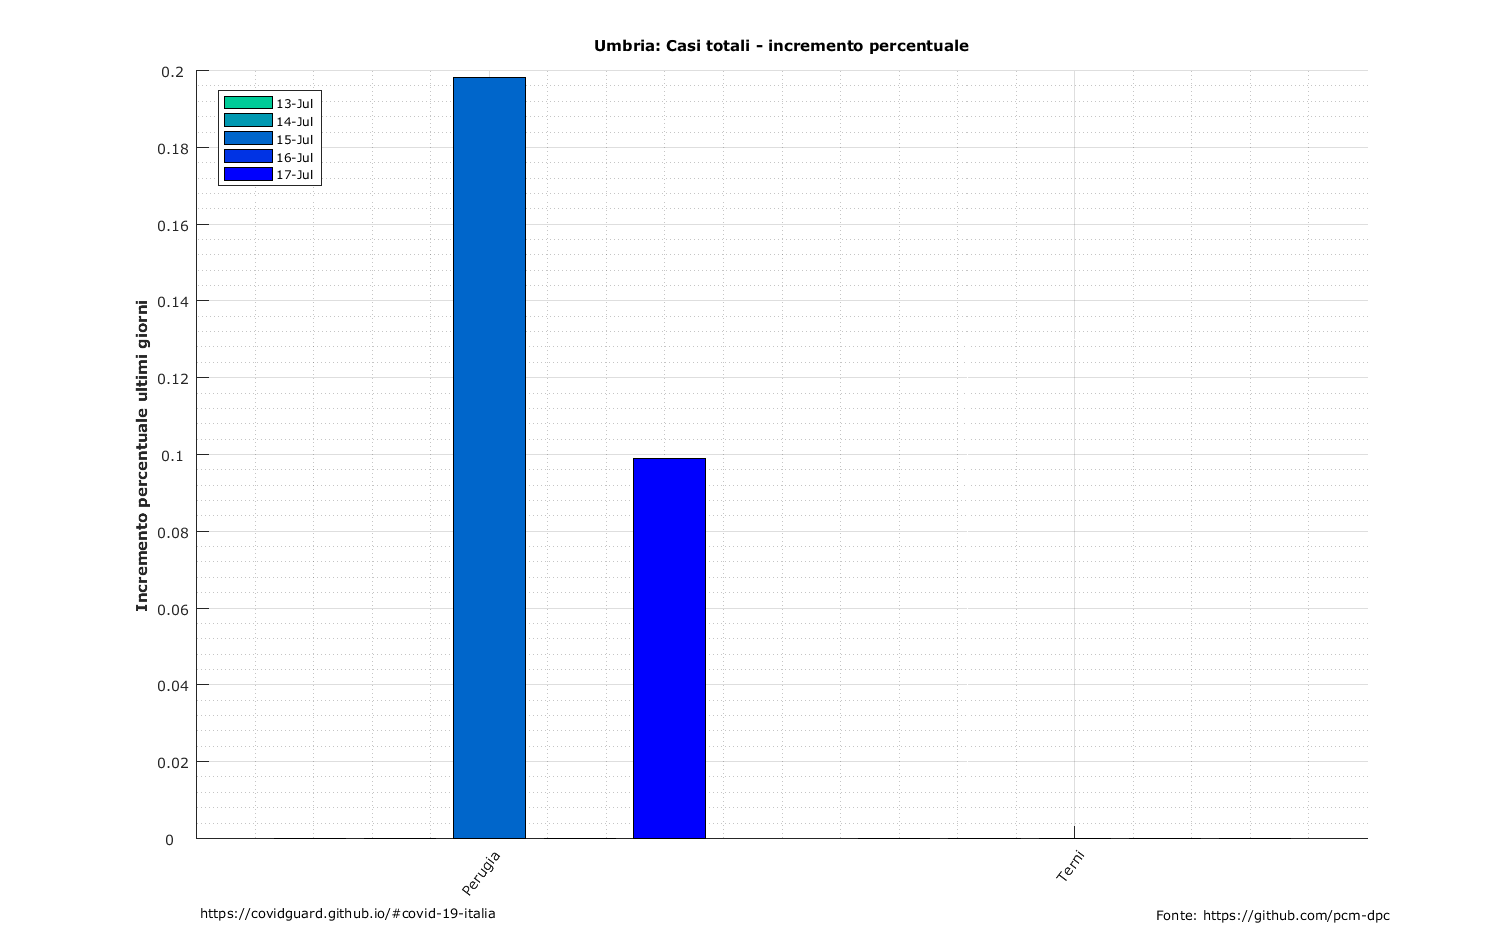 Umbria: Casi totali - incremento percentuale
0.2
0.18
0.16
0.14
0.12
0.1
0.08
0.06
0.04
0.02
0
Incremento percentuale ultimi giorni
13-Jul
14-Jul
15-Jul
16-Jul
17-Jul
Perugia
Terni
https://covidguard.github.io/#covid-19-italia
Fonte: https://github.com/pcm-dpc